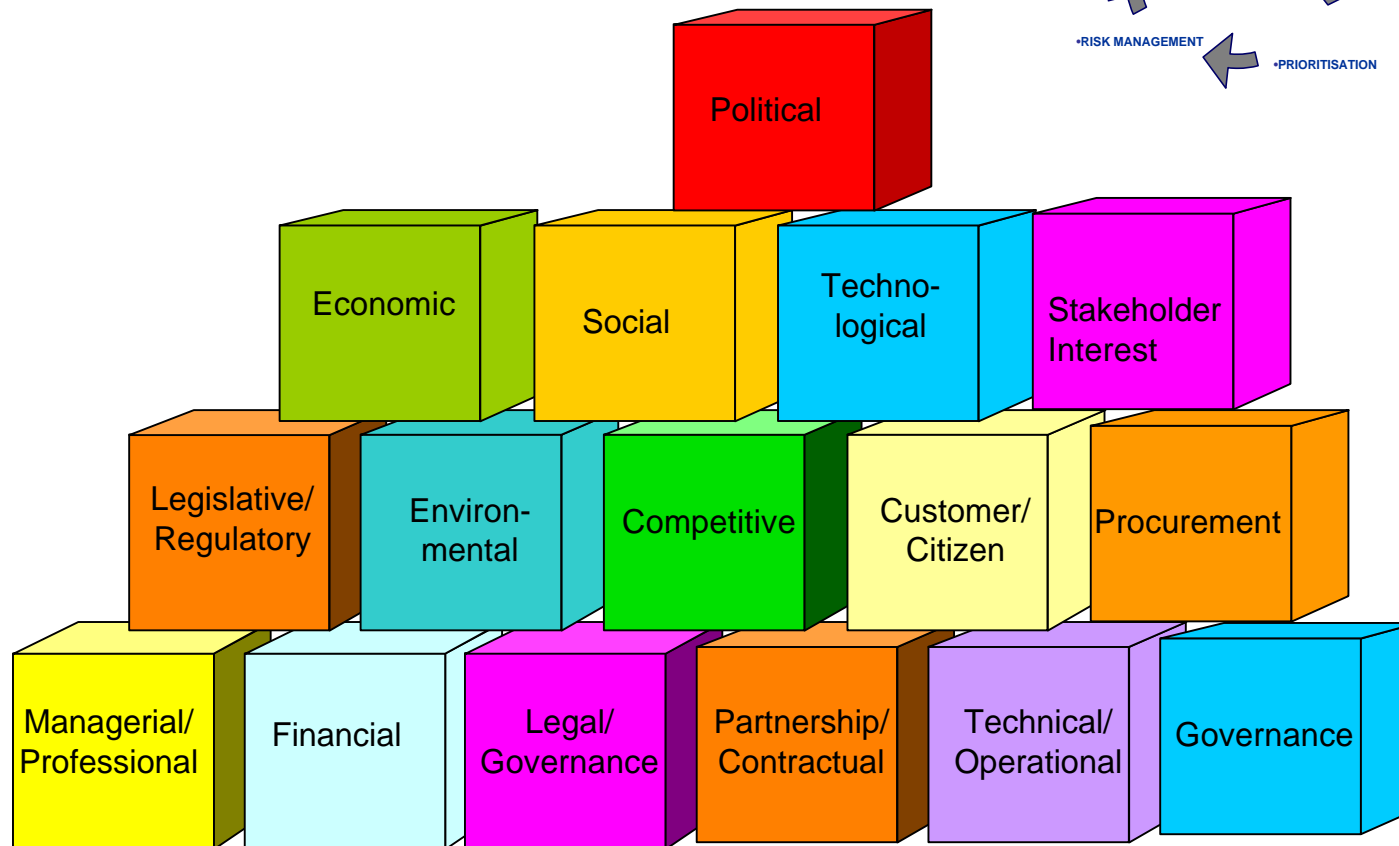 •RISK MANAGEMENT
•PRIORITISATION
Political
Economic
Social
Techno-
logical
Stakeholder
Interest
Legislative/
Regulatory
Environ-
mental
Competitive
Customer/
Citizen
Procurement
Managerial/
Professional
Financial
Legal/
Governance
Partnership/
Contractual
Technical/
Operational
Governance